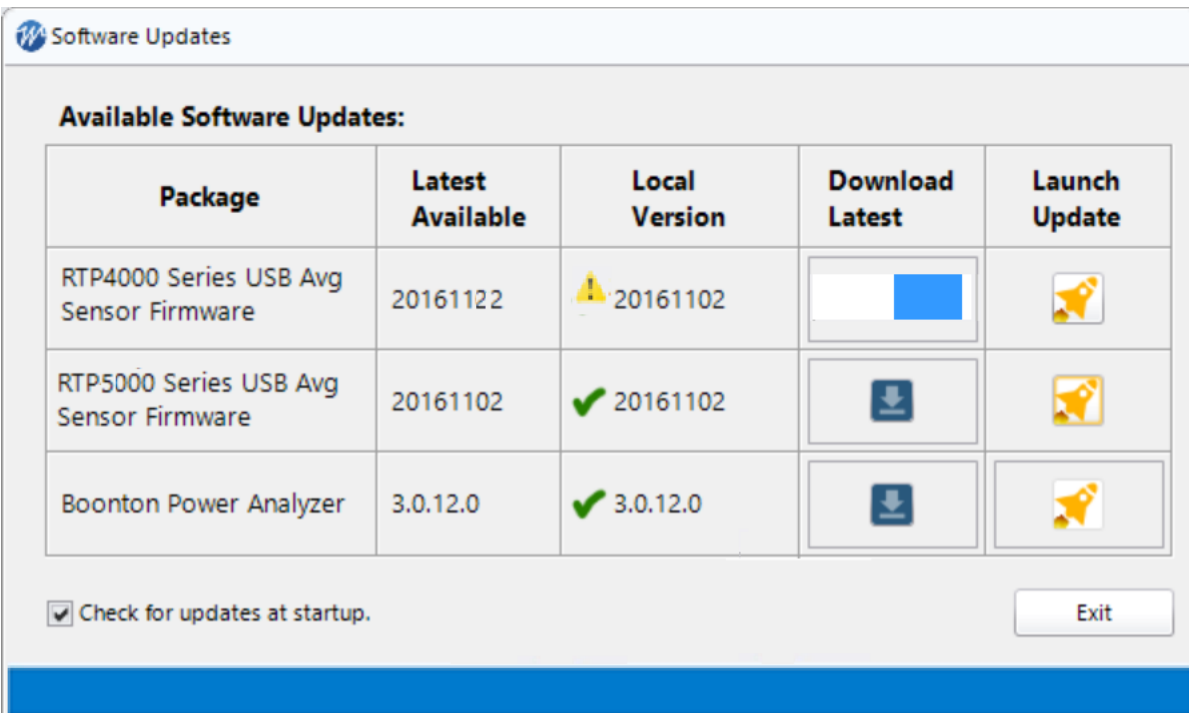 Software Updates
Available Software Updates:
Package
Latest
Available
Local
Version
Download
Latest
Launch
Update
RTP4000 Series USB Avg
Sensor Firmware
20161122
20161102
RTP5000 Series USB Avg
Sensor Firmware
20161102
20161102
Boonton Power Analyzer
3.0.12.0
3.0.12.0
Check for updates at startup.
Exit